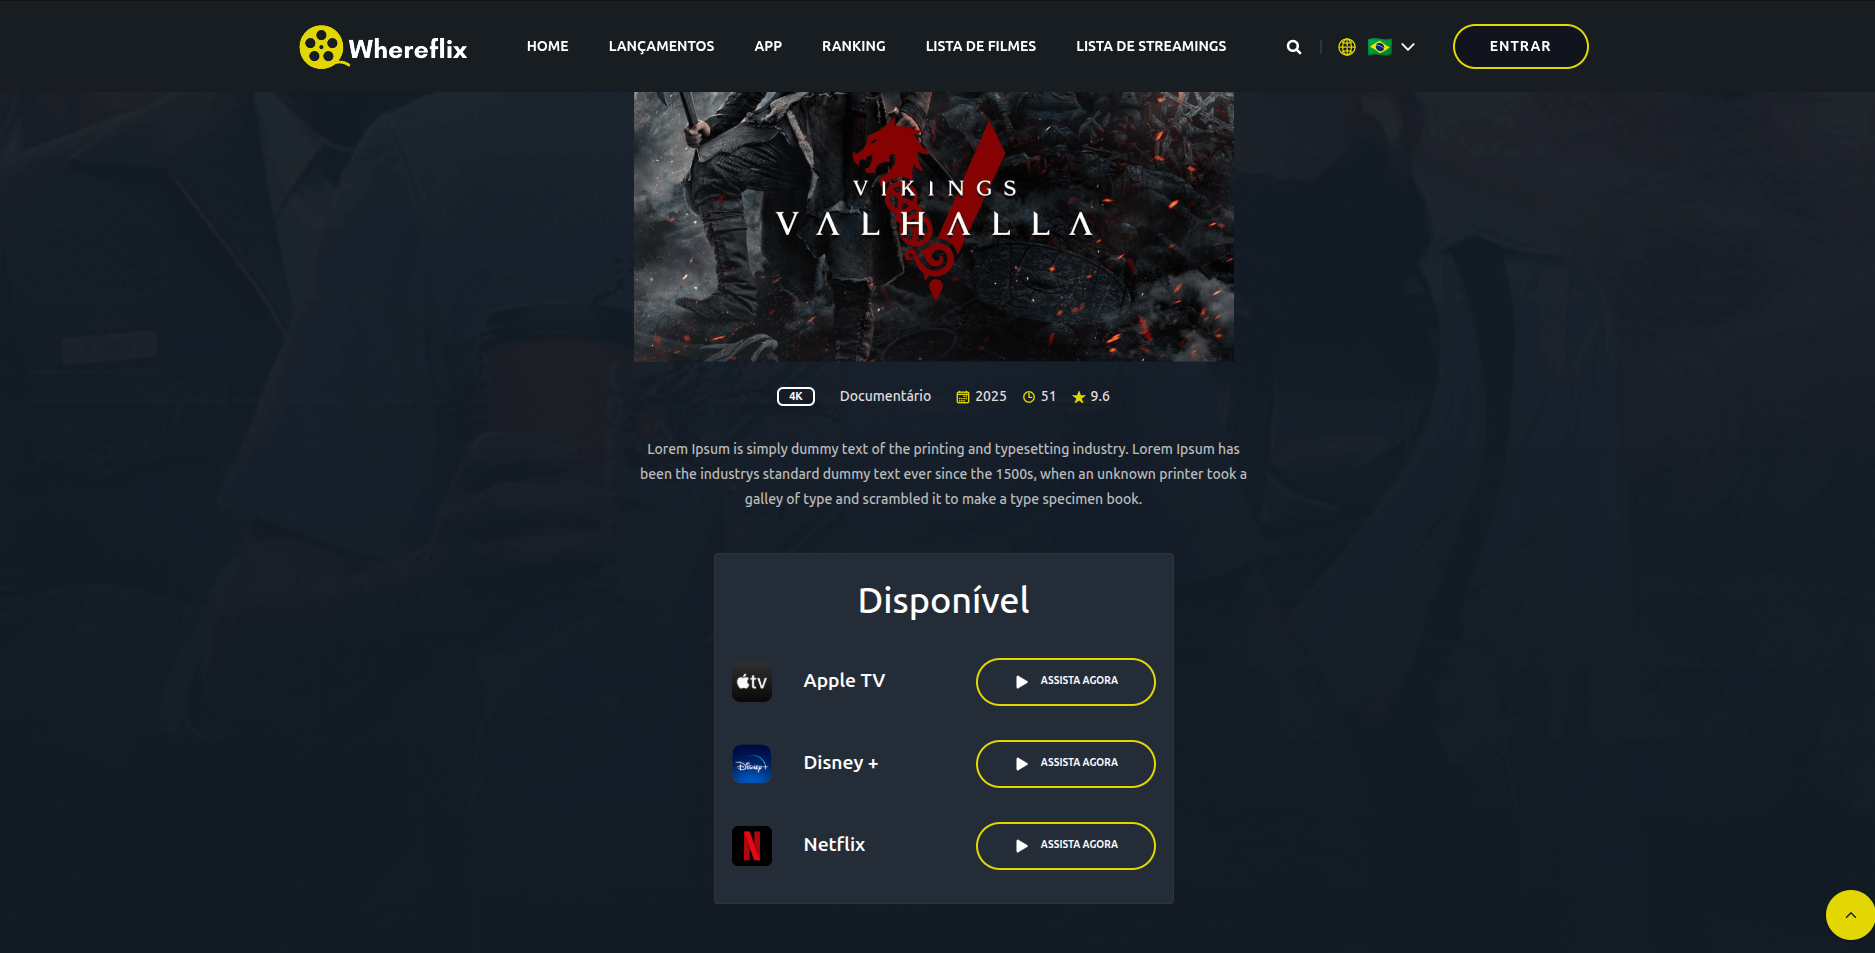 Whereflix
HOME LANÇAMENTOS APP RANKING LISTA DE FILMES LISTA DE STREAMINGS ENTRAR
VIKINGS
VALHALLA
4K Documentário 2025 51 9.6
Lorem Ipsum is simply dummy text of the printing and typesetting industry. Lorem Ipsum has
been the industrys standard dummy text ever since the 1500s, when an unknown printer took a
galley of type and scrambled it to make a type specimen book.
Disponível
tv Apple TV ASSISTA AGORA
Disney+ Disney + ASSISTA AGORA
N Netflix ASSISTA AGORA